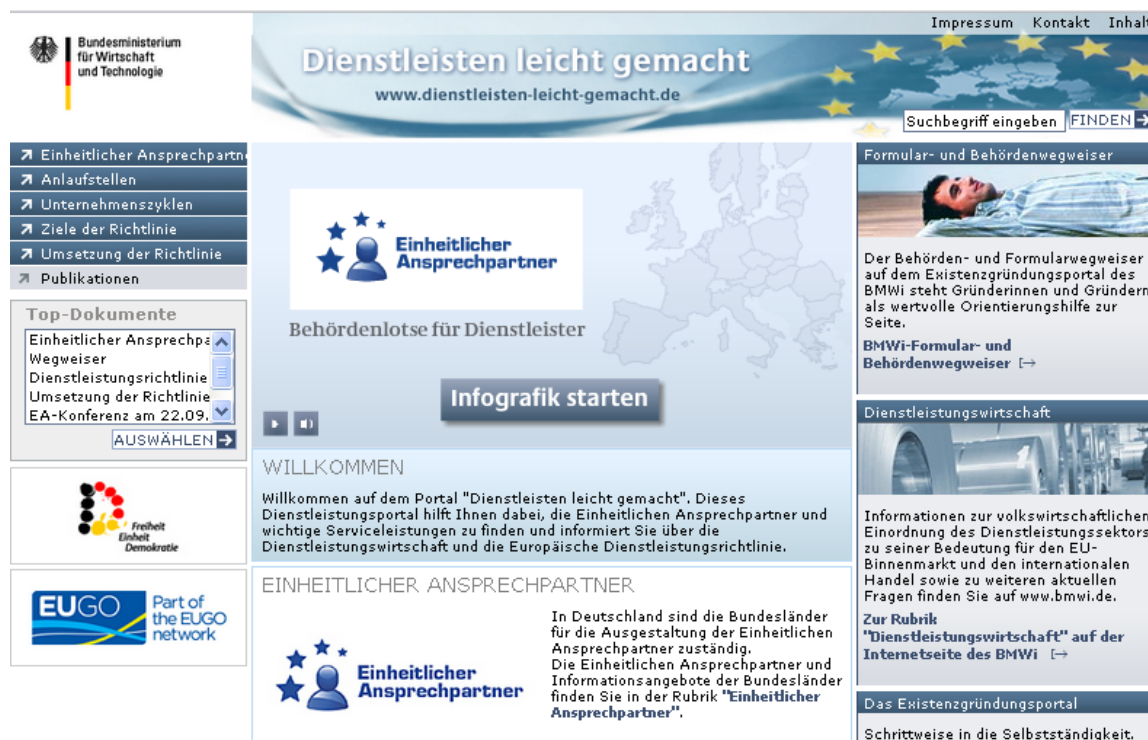 Impressum Kontakt Inhalt
Bundesministerium
für Wirtschaft
und Technologie
Dienstleisten leicht gemacht
www.dienstleisten-leicht-gemacht.de
Suchbegriff eingeben FINDEN
Einheitlicher Ansprechpartn
Anlaufstellen
Unternehmenszyklen
Ziele der Richtlinie
Umsetzung der Richtlinie
Publikationen
Top-Dokumente
Einheitlicher Ansprechpa
Wegweiser
Dienstleistungsrichtlinie
Umsetzung der Richtlinie
EA-Konferenz am 22.09.
AUSWÄHLEN
Freiheit
Einheit
Demokratie
EUGO
Part of
the EUGO
network
Einheitlicher
Ansprechpartner
Behördenlotse für Dienstleister
Infografik starten
WILLKOMMEN
Willkommen auf dem Portal "Dienstleisten leicht gemacht". Dieses
Dienstleistungsportal hilft Ihnen dabei, die Einheitlichen Ansprechpartner und
wichtige Serviceleistungen zu finden und informiert Sie über die
Dienstleistungswirtschaft und die Europäische Dienstleistungsrichtlinie.
EINHEITLICHER ANSPRECHPARTNER
Einheitlicher
Ansprechpartner
In Deutschland sind die Bundesländer
für die Ausgestaltung der Einheitlichen
Ansprechpartner zuständig.
Die Einheitlichen Ansprechpartner und
Informationsangebote der Bundesländer
finden Sie in der Rubrik "Einheitlicher
Ansprechpartner".
Formular- und Behördenwegweiser
Der Behörden- und Formularwegweiser
auf dem Existenzgründungsportal des
BMWi steht Gründerinnen und Gründern
als wertvolle Orientierungshilfe zur
Seite.
BMWi-Formular- und
Behördenwegweiser
Dienstleistungswirtschaft
1
Informationen zur volkswirtschaftlichen
Einordnung des Dienstleistungssektors
zu seiner Bedeutung für den EU-
Binnenmarkt und den internationalen
Handel sowie zu weiteren aktuellen
Fragen finden Sie auf www.bmwi.de.
Zur Rubrik
"Dienstleistungswirtschaft" auf der
Internetseite des BMWi
Das Existenzgründungsportal
Schrittweise in die Selbstständigkeit.